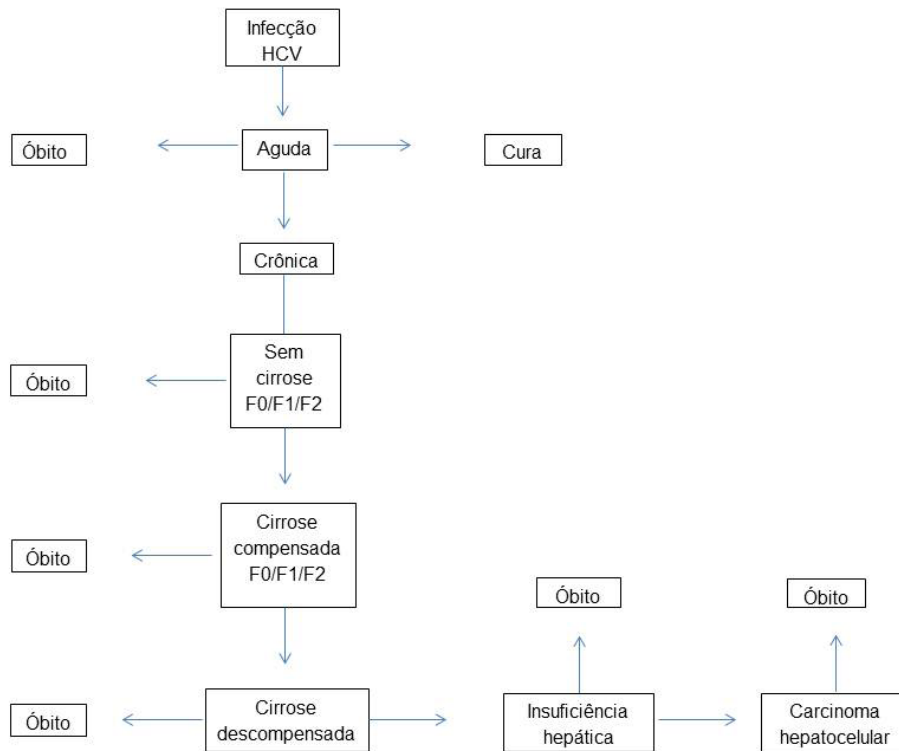 Infecção
HCV
Óbito
Aguda
Cura
Crônica
Sem
cirrose
F0/F1/F2
Óbito
Cirrose
compensada
F0/F1/F2
Óbito
Óbito
Óbito
Óbito
Cirrose
descompensada
Insuficiência
hepática
Carcinoma
hepatocelular